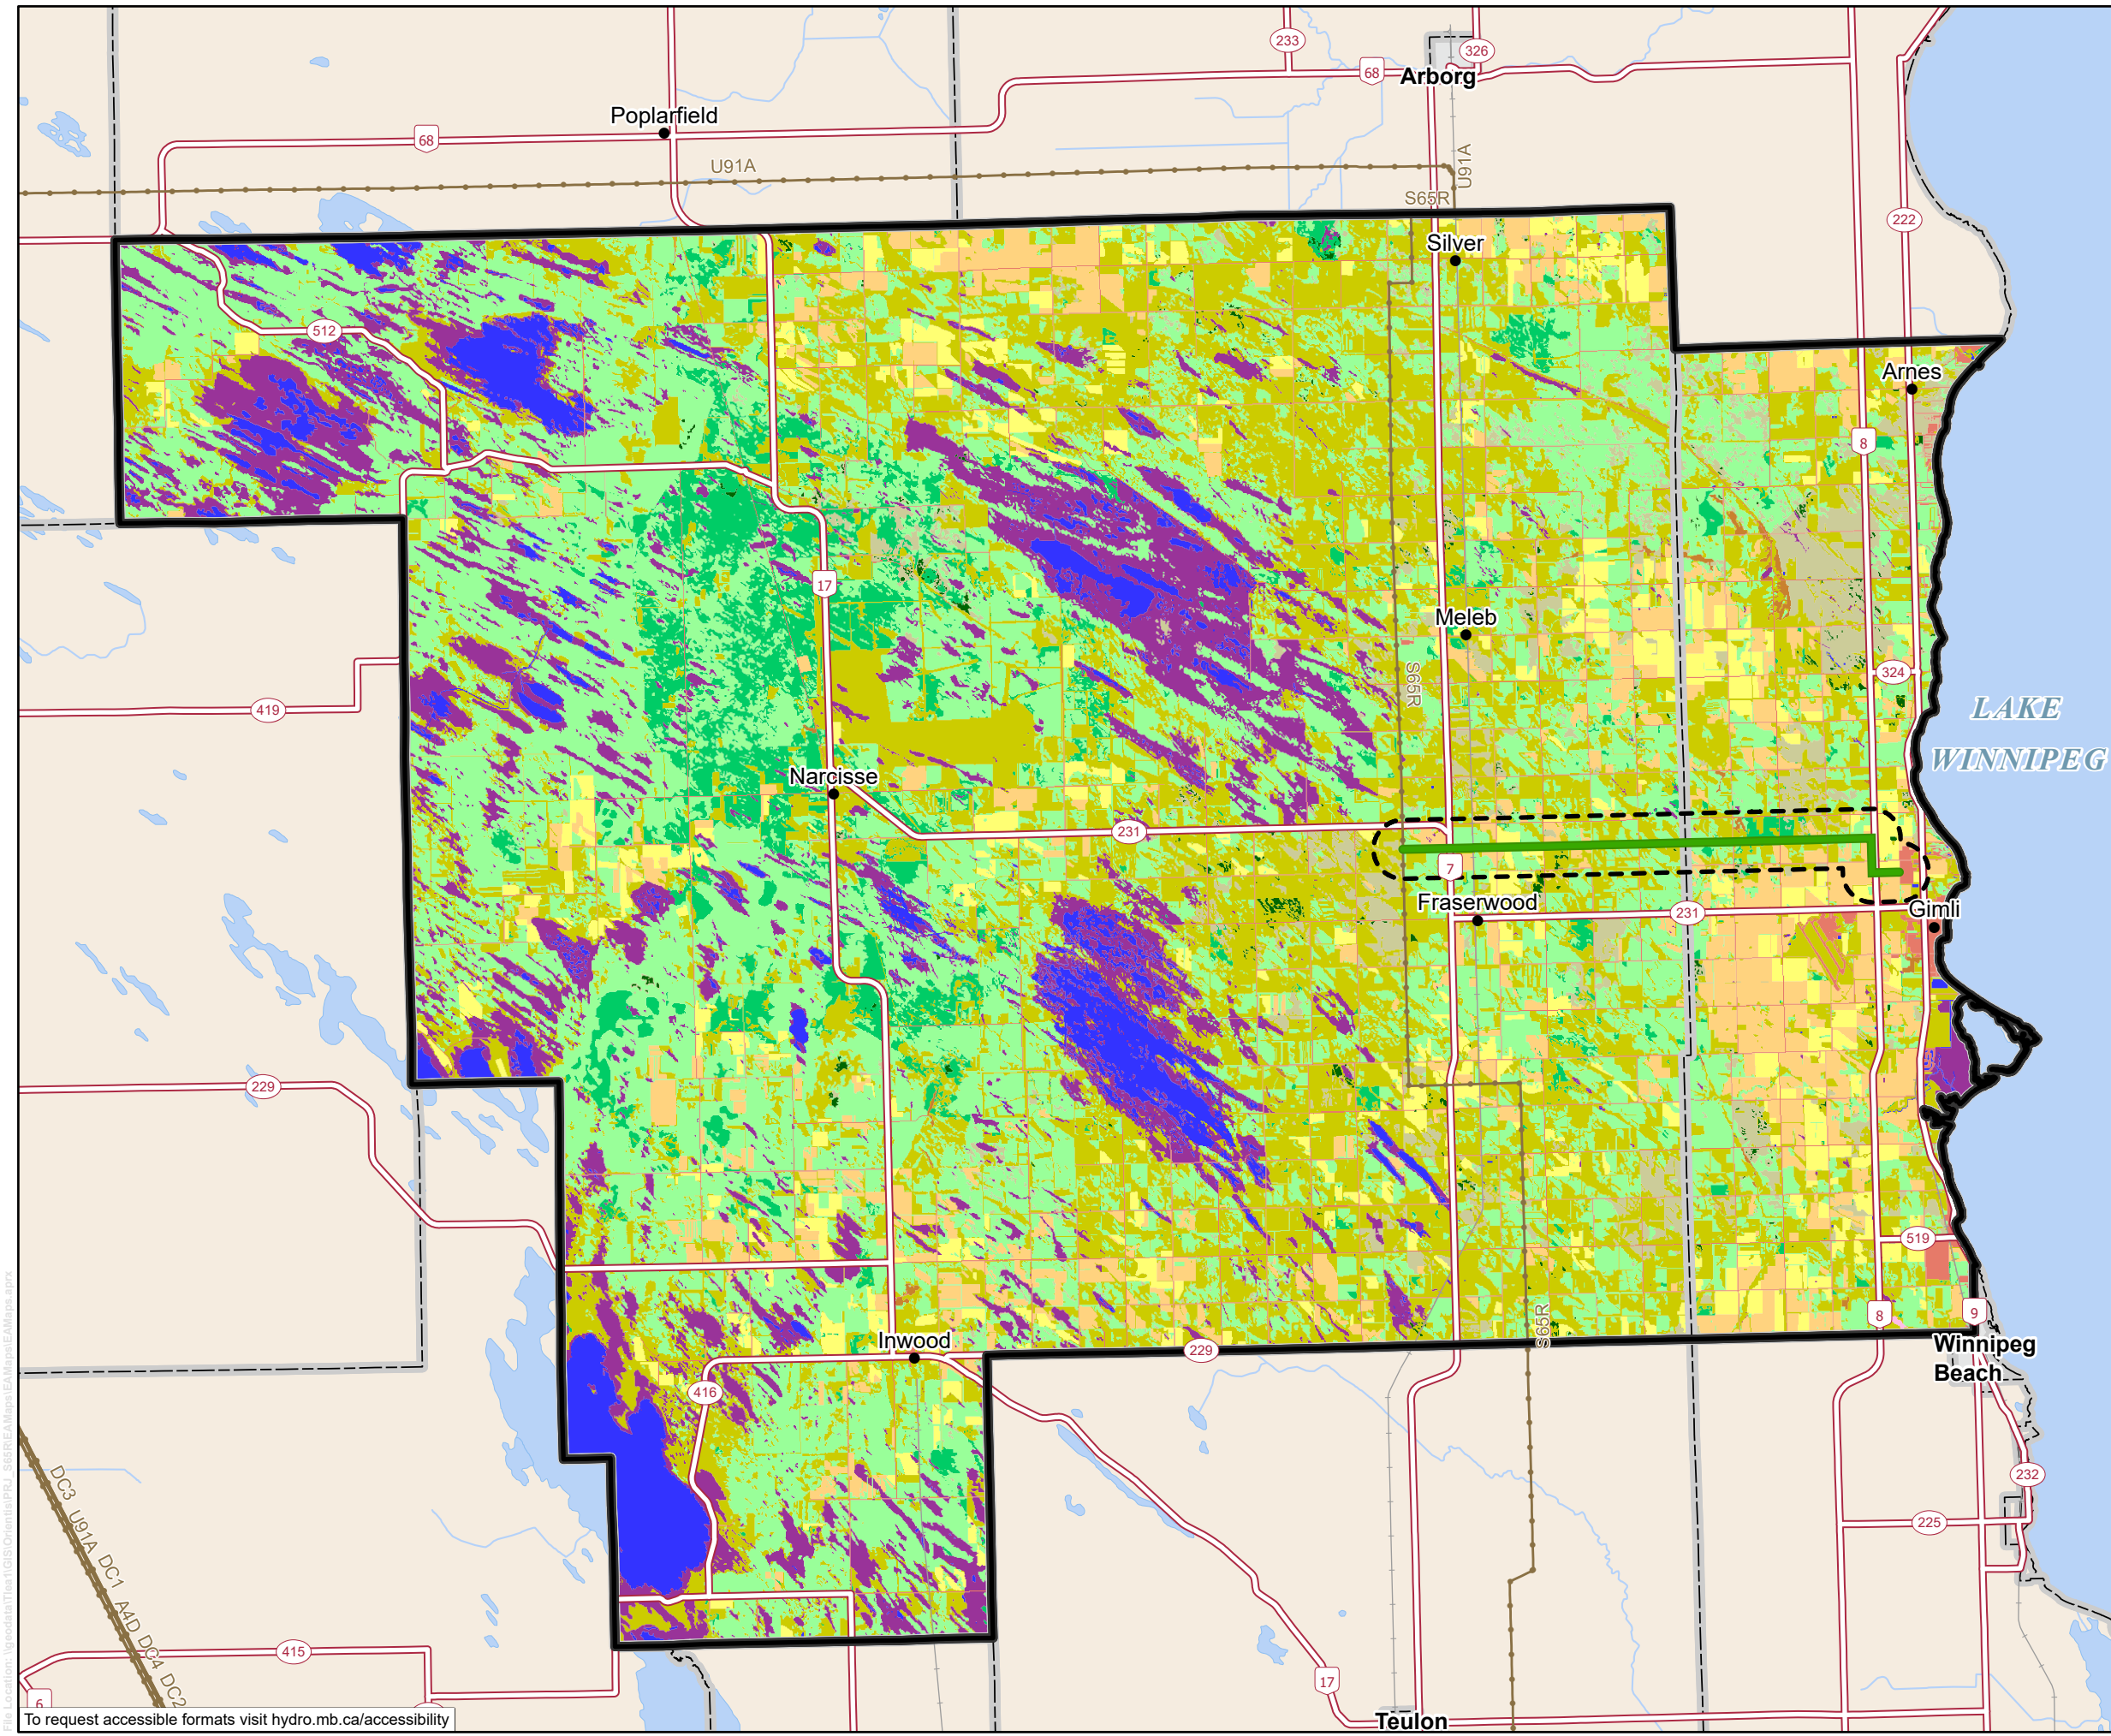 233
326
68
Arborg
Poplarfield
68
U91A
U91A
S65R
222
Silver
512
Arnes
8
17
Meleb
S65R
324
LAKE
WINNIPEG
419
Narcisse
231
7
Fraserwood
231
Gimli
229
519
8
9
S65R
Inwood
229
Winnipeg
Beach
416
232
DC3 U91A DC1 A4D DC4 DC2
225
415
17
6
To request accessible formats visit hydro.mb.ca/accessibility
Teulon